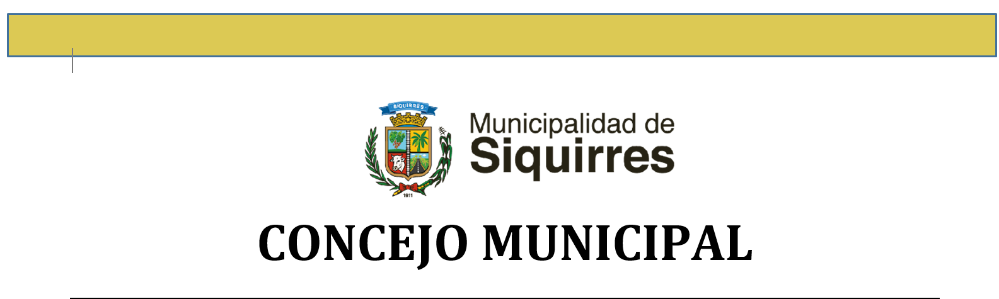 SIQUIRRES
Municipalidad de
Siquirres
1911
CONCEJO MUNICIPAL